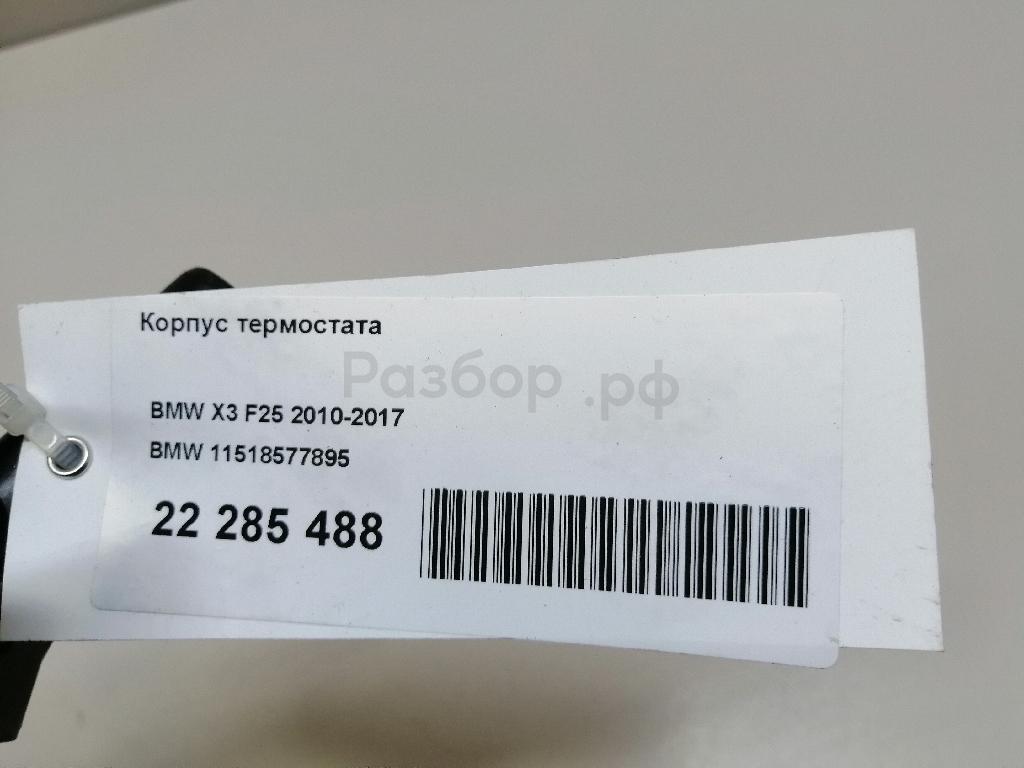 Корпус термостата
Разбор.рф
BMW X3 F25 2010-2017
BMW 11518577895
22 285 488